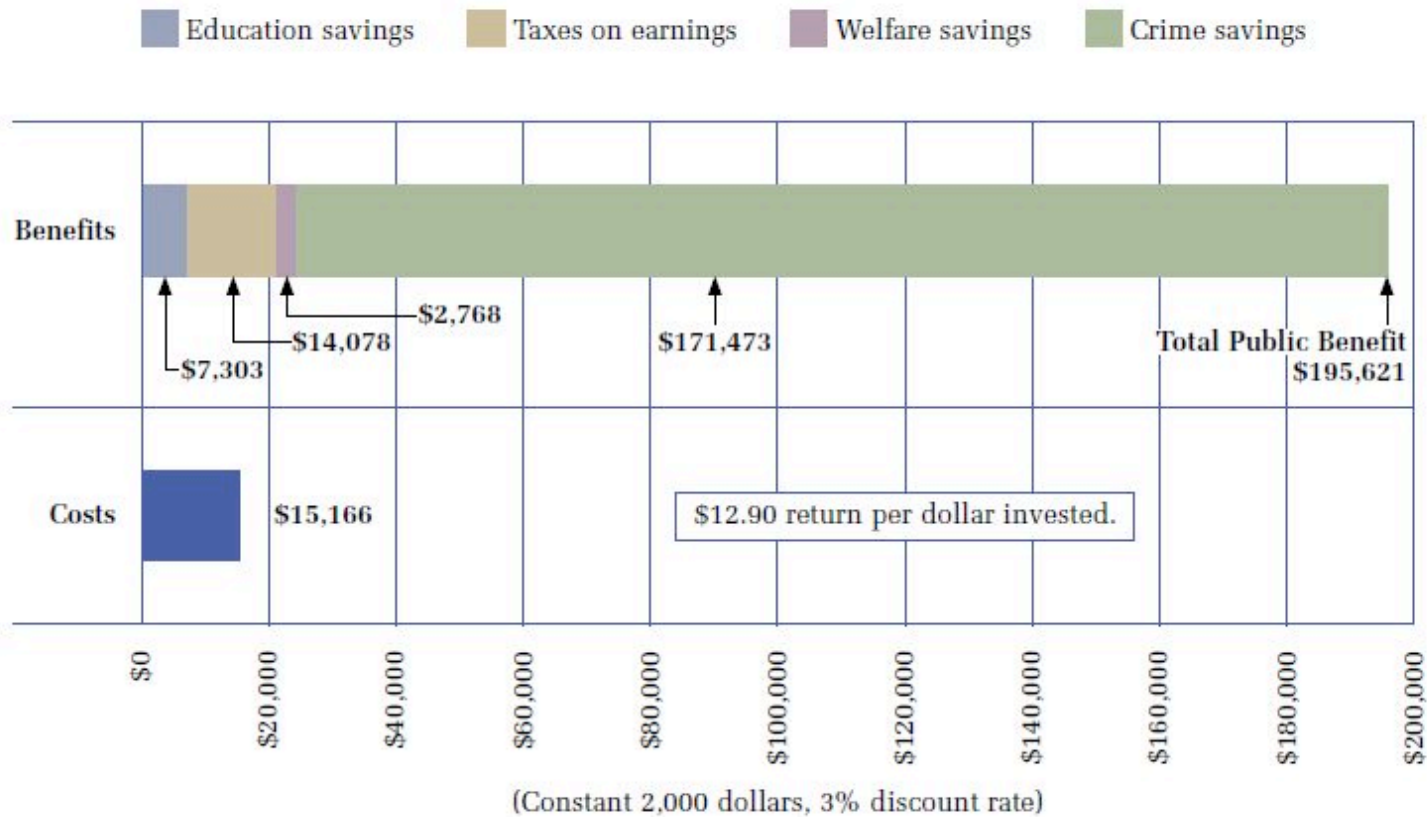 Education savings Taxes on earnings Welfare savings Crime savings
Benefits
$2,768
$14,078
$171,473
Total Public Benefit
$7,303
$195,621
Costs
$15,166
$12.90 return per dollar invested.
$0
$20,000
$40,000
$60,000
$80,000
$100,000
$120,000
$140,000
$160,000
$180,000
$200,000
(Constant 2,000 dollars, 3% discount rate)